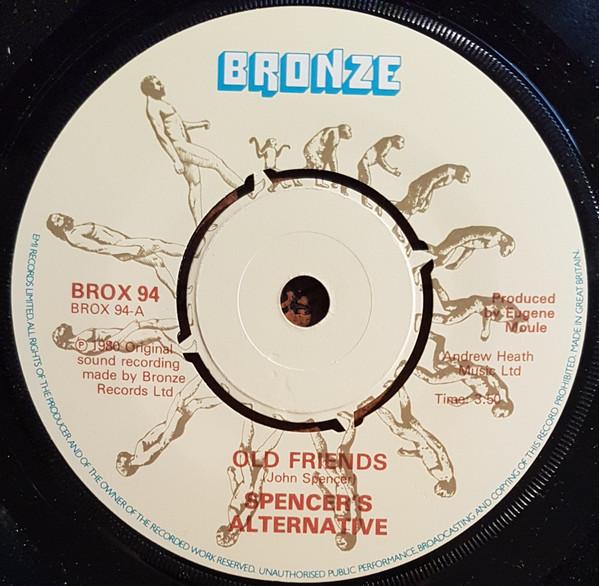 BRONZE
BROX 94
BROX 94-A
Ⓟ 1980 Original
sound recording
made by Bronze
Records Ltd
Produced
by Eugene
Moule
Andrew Heath
Music Ltd
Time: 3.50
OLD FRIENDS
(John Spencer)
SPENCER'S
ALTERNATIVE
EMI RECORDS LIMITED. ALL RIGHTS OF THE PRODUCER AND OF THE OWNER OF THE RECORDED WORK RESERVED. UNAUTHORISED PUBLIC PERFORMANCE, BROADCASTING AND COPYING OF THIS RECORD PROHIBITED. MADE IN GREAT BRITAIN.